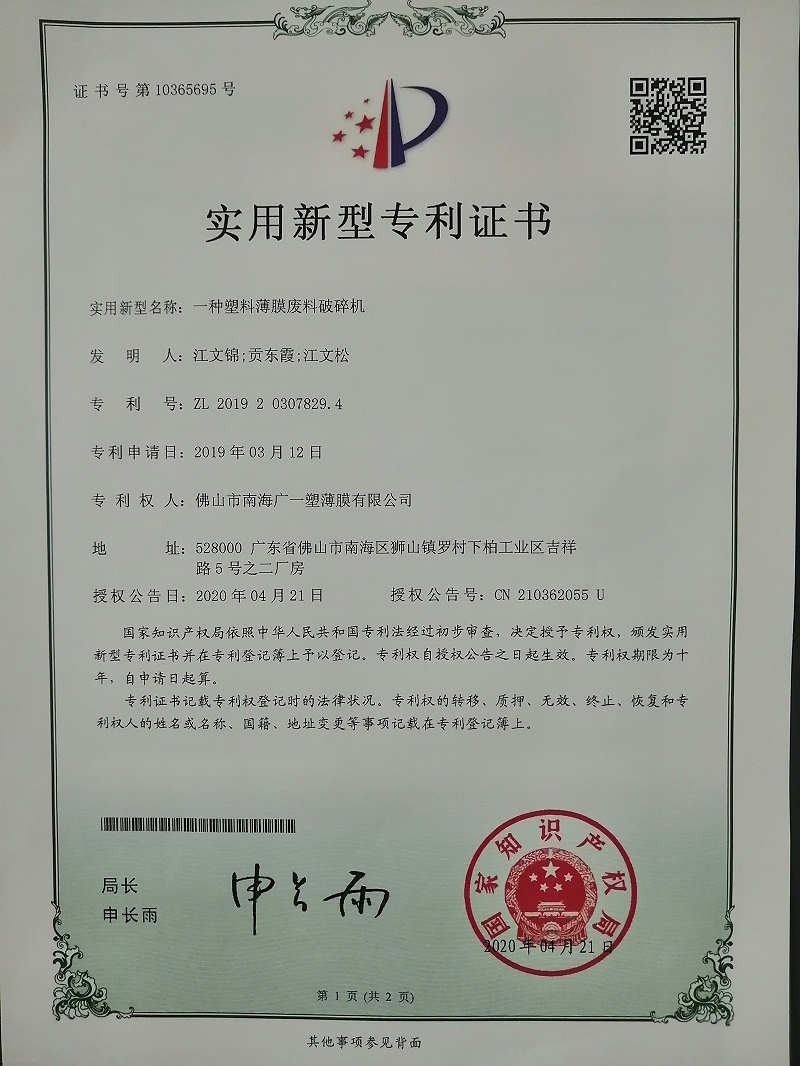 证书号第10365695号
实用新型专利证书
实用新型名称：一种塑料薄膜废料破碎机
发明人：江文锦;贡东霞;江文松
专利号：ZL 2019 2 0307829.4
专利申请日：2019年03月12日
专利权人：佛山市南海广一塑薄膜有限公司
地址：528000 广东省佛山市南海区狮山镇罗村下柏工业区吉祥
路5号之二厂房
授权公告日：2020年04月21日 授权公告号：CN 210362055 U
国家知识产权局依照中华人民共和国专利法经过初步审查，决定授予专利权，颁发实用
新型专利证书并在专利登记簿上予以登记。专利权自授权公告之日起生效。专利权期限为十
年，自申请日起算。
专利证书记载专利权登记时的法律状况。专利权的转移、质押、无效、终止、恢复和专
利权人的姓名或名称、国籍、地址变更等事项记载在专利登记簿上。
局长
申长雨
申长雨
国家知识产权局
2020年04月21日
第 1 页 (共 2 页)
其他事项参见背面